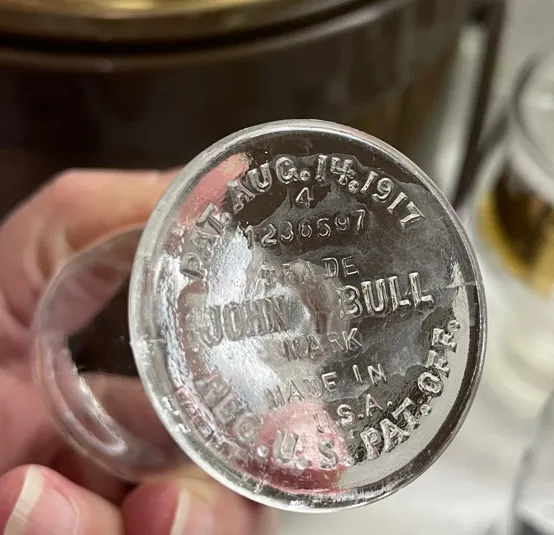 PAT. AUG. 14. 1917
4
1236597
TRADE
JOHN BULL
MARK
MADE IN
U.S.A.
REG. U. S. PAT. OFF.